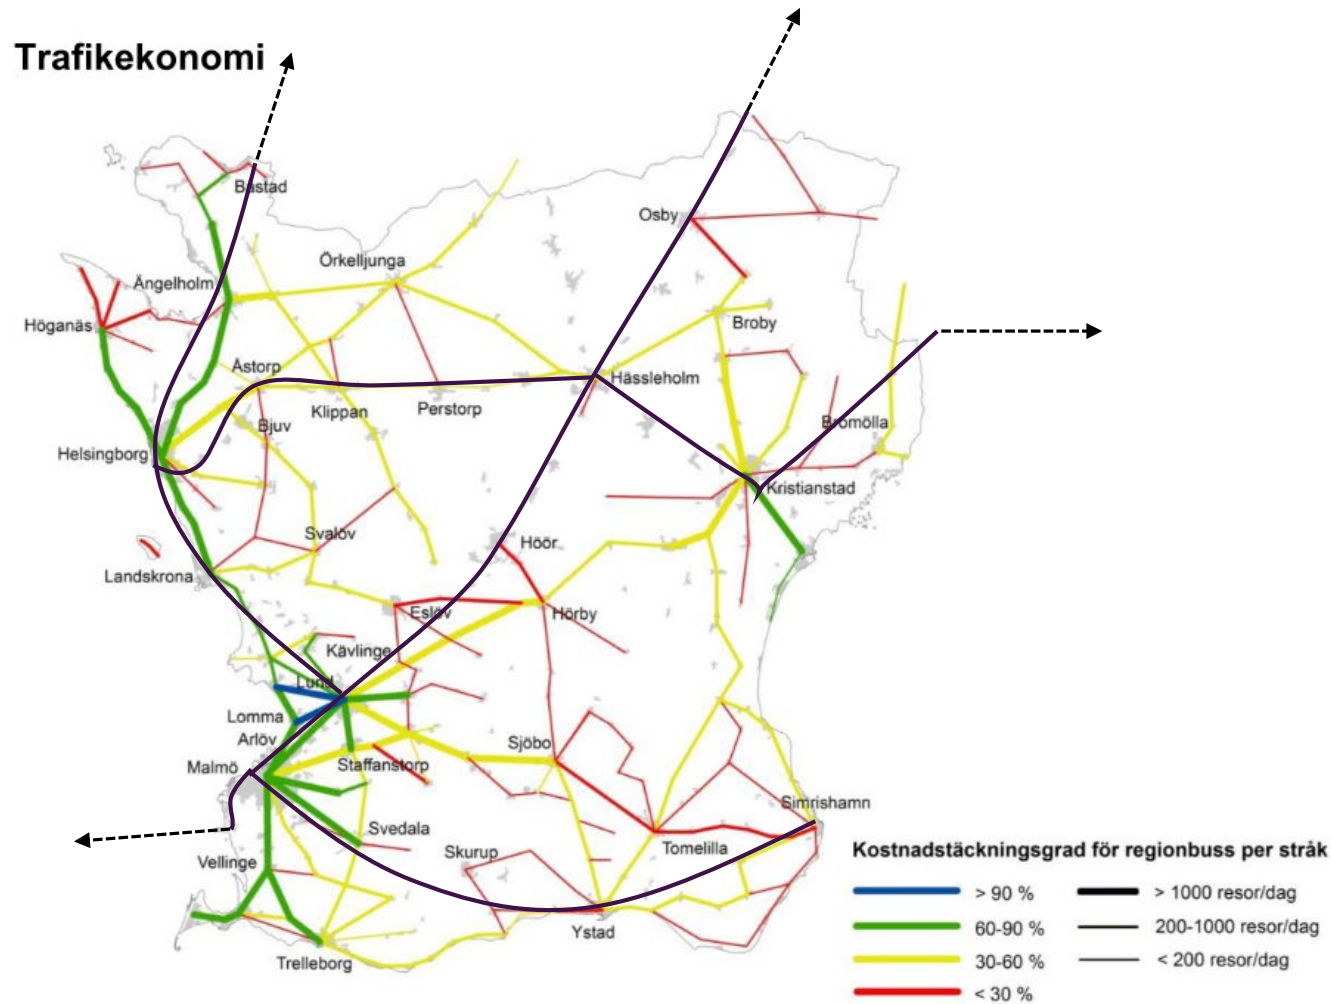 Trafikekonomi
Båstad
Osby
Örkelljunga
Ängelholm
Höganäs
Broby
Åstorp
Hässleholm
Klippan
Perstorp
Bjuv
Bromölla
Helsingborg
Kristianstad
Svalöv
Höör
Landskrona
Eslöv
Hörby
Kävlinge
Lund
Lomma
Arlöv
Sjöbo
Malmö
Staffanstorp
Simrishamn
Svedala
Skurup
Tomelilla
Vellinge
Ystad
Trelleborg
Kostnadstäckningsgrad för regionbuss per stråk
> 90 %
> 1000 resor/dag
60-90 %
200-1000 resor/dag
30-60 %
< 200 resor/dag
< 30 %